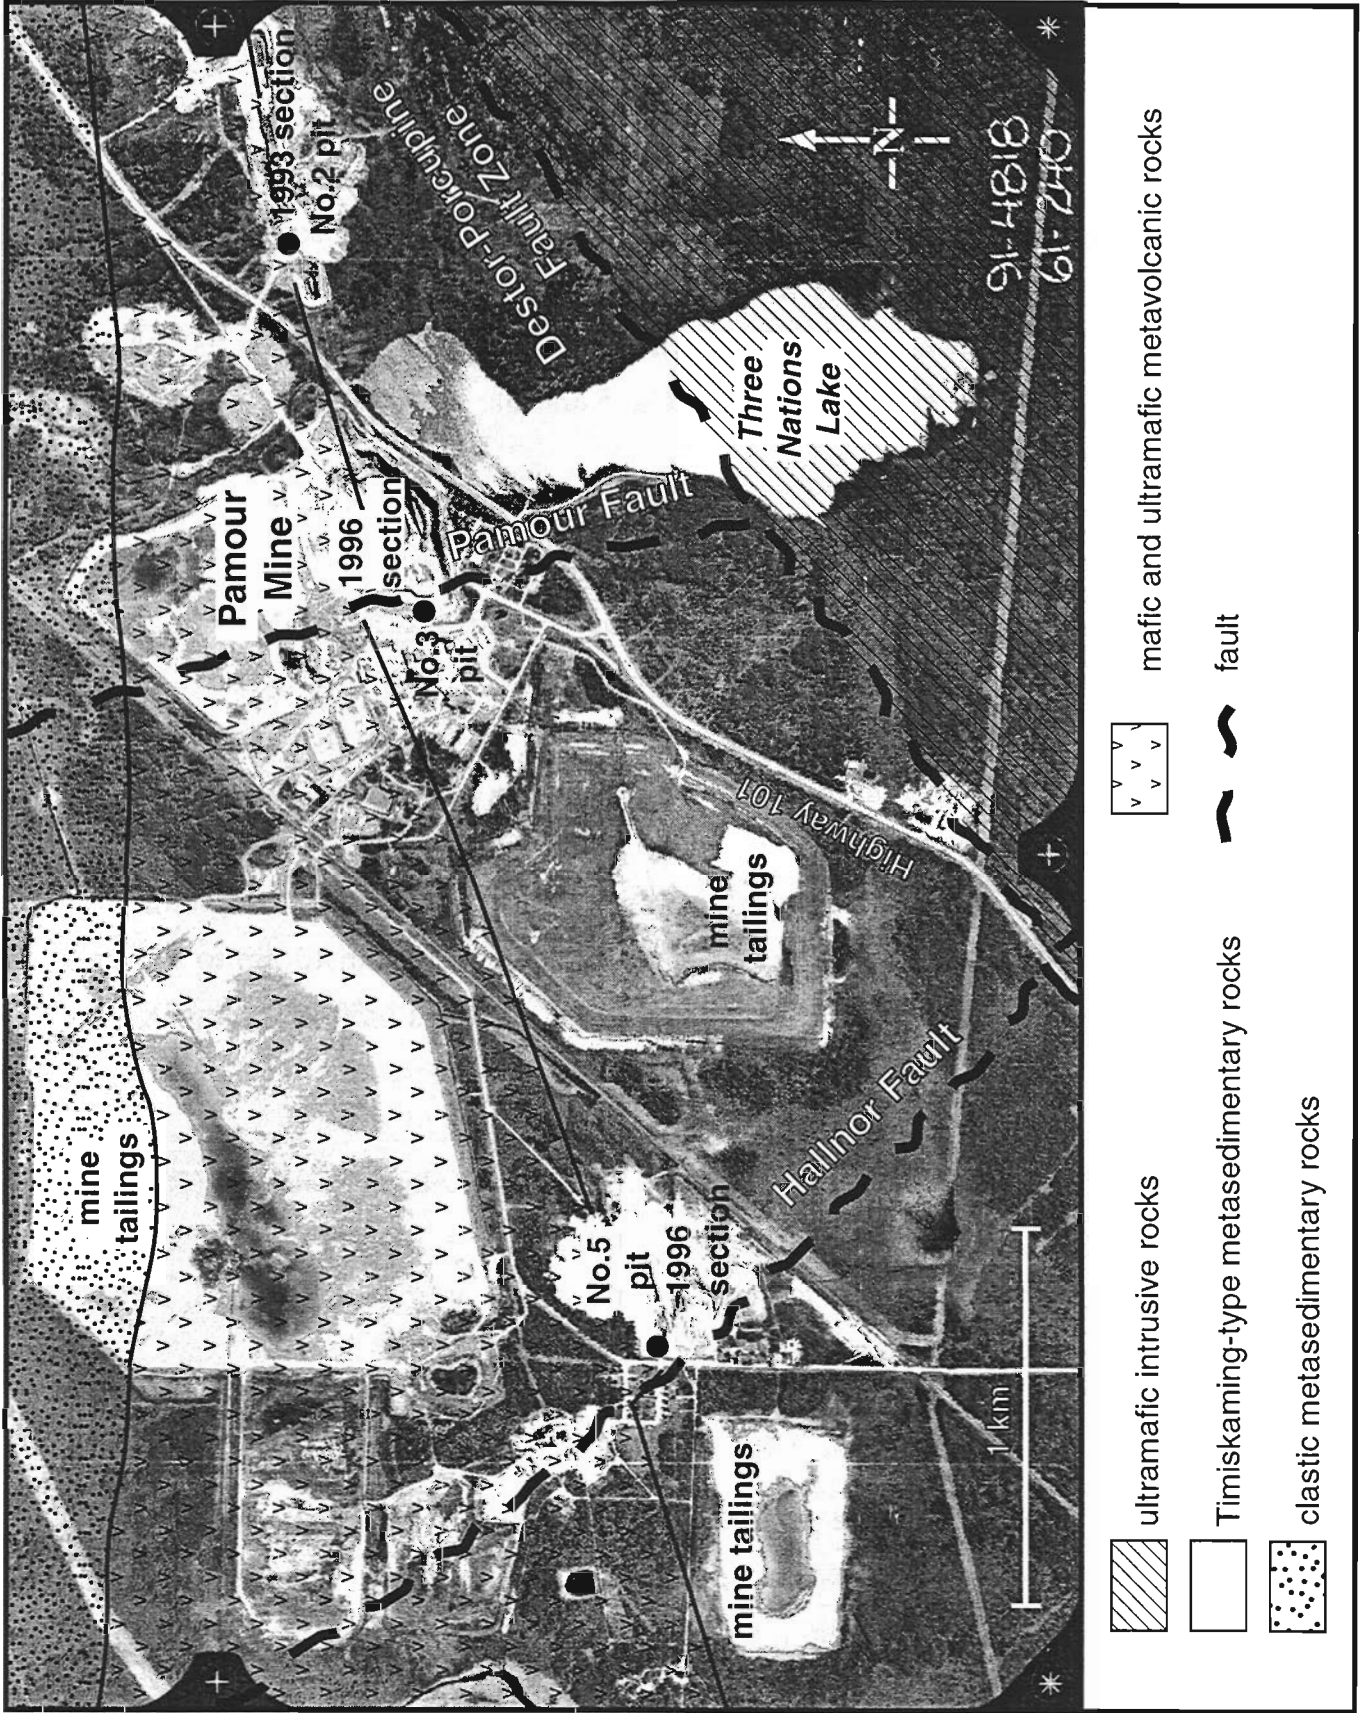 1993 section
No.2 pit
Destor-Porcupine
Fault Zone
N
91-4818
Three
Nations
Lake
Pamour
Mine
1996
section
No.3
pit
Pamour Fault
Highway 101
mine
tailings
mine
tailings
Hallnor Fault
No.5
pit
1996
section
mine tailings
1 km
ultramafic intrusive rocks
Timiskaming-type metasedimentary rocks
clastic metasedimentary rocks
mafic and ultramafic metavolcanic rocks
fault